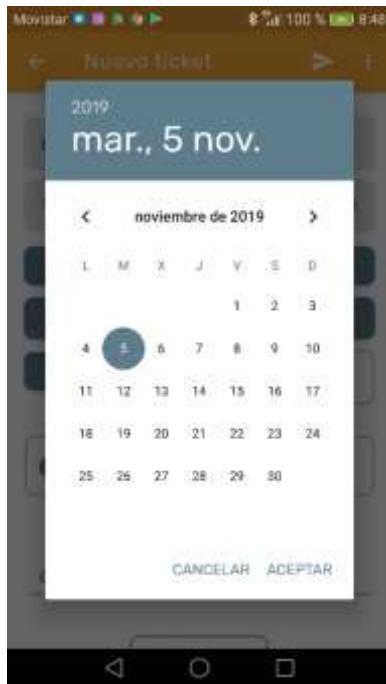 Movistar 100 % 8:48
Nuevo ticket
2019
mar., 5 nov.
noviembre de 2019
L M X J V S D
1 2 3
4 5 6 7 8 9 10
11 12 13 14 15 16 17
18 19 20 21 22 23 24
25 26 27 28 29 30
CANCELAR ACEPTAR